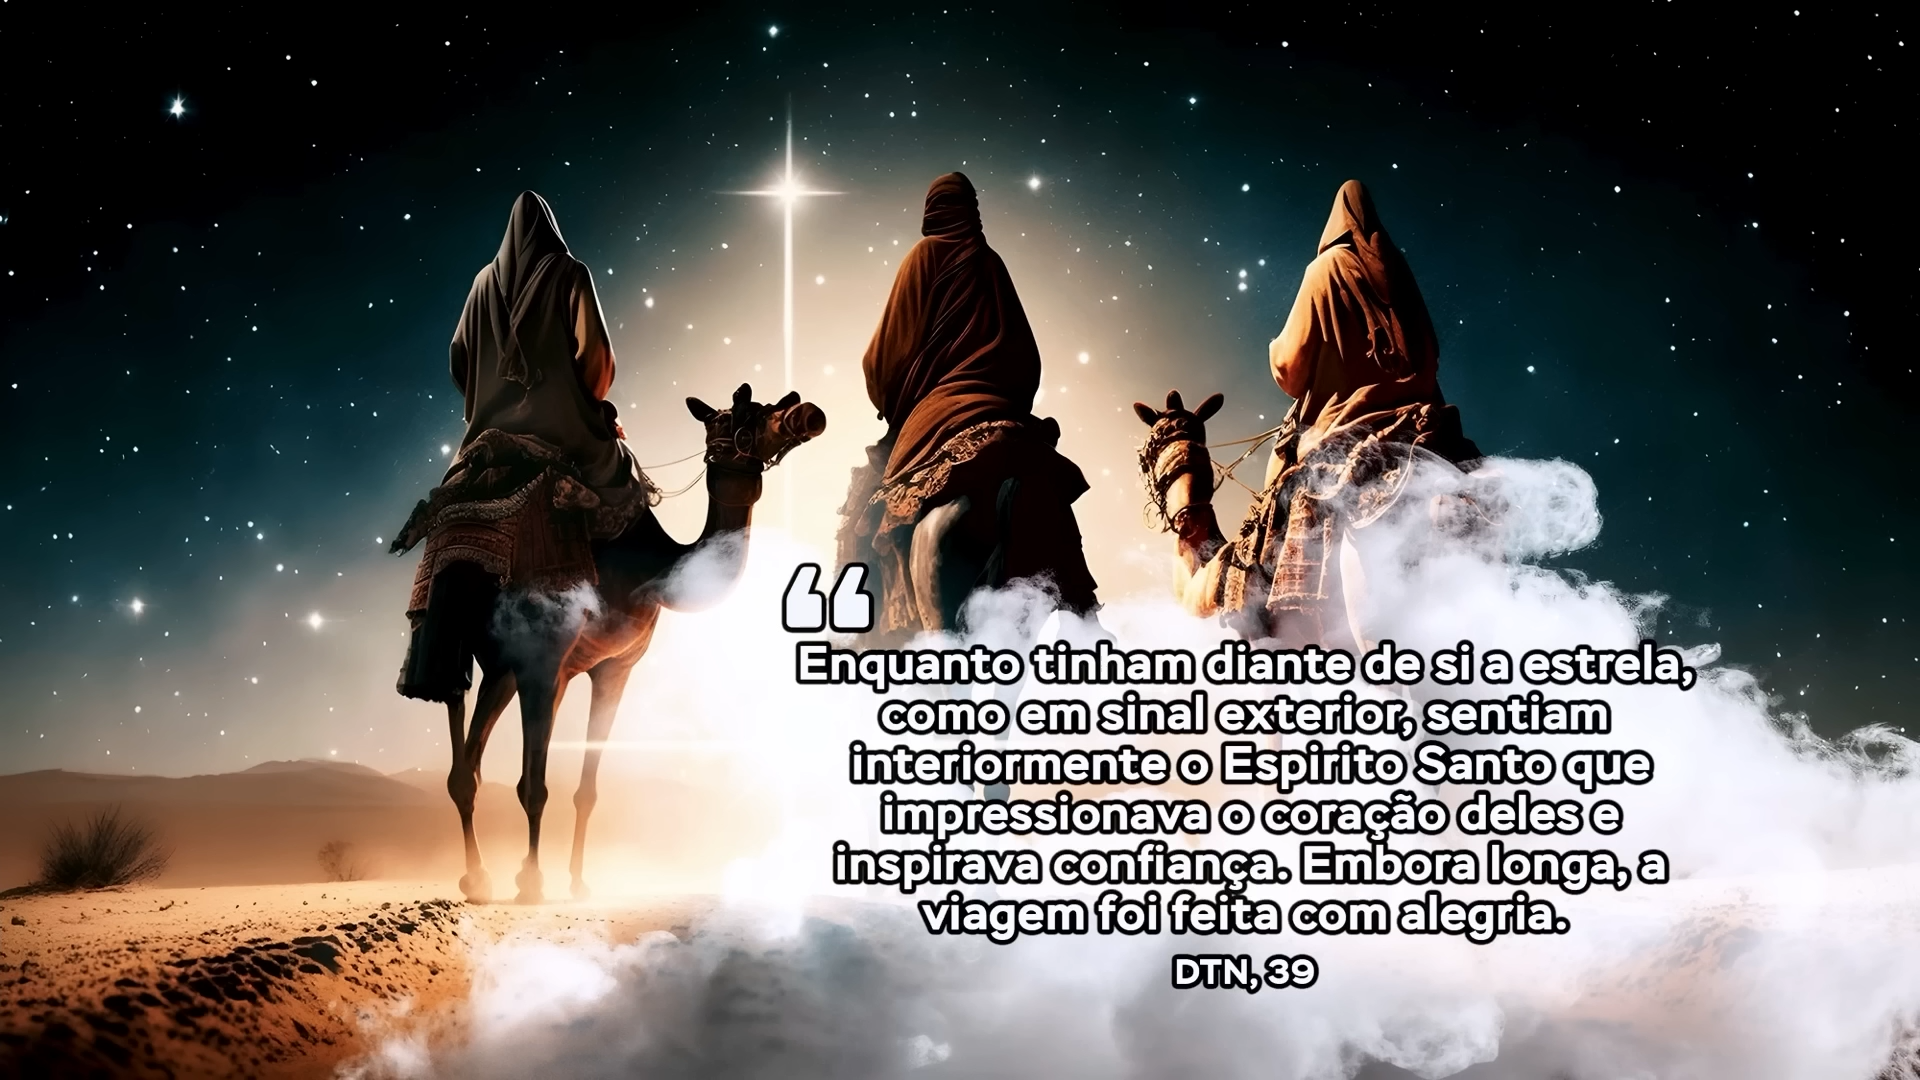 “
Enquanto tinham diante de si a estrela,
como em sinal exterior, sentiam
interiormente o Espirito Santo que
impressionava o coração deles e
inspirava confiança. Embora longa, a
viagem foi feita com alegria.
DTN, 39